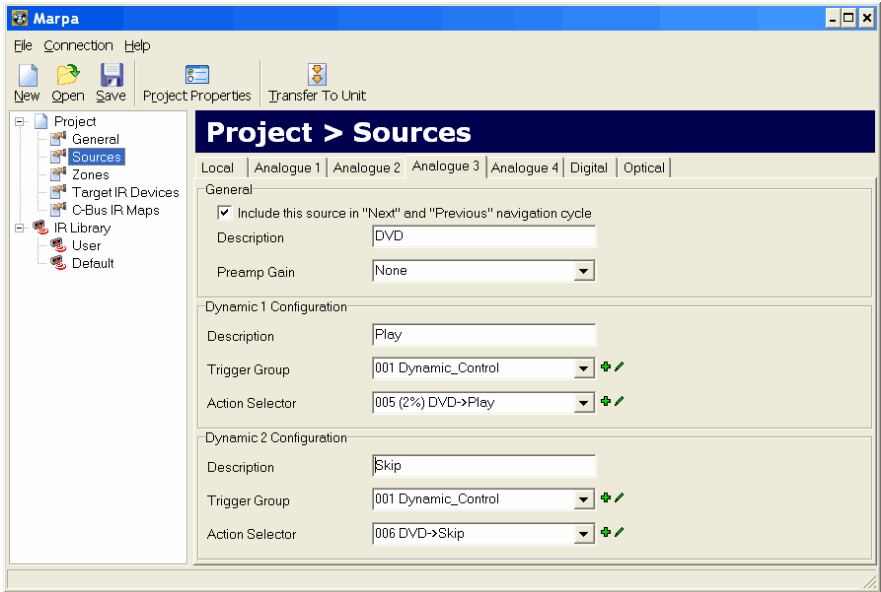 Marpa
File Connection Help
New Open Save Project Properties Transfer To Unit
Project
General
Sources
Zones
Target IR Devices
C-Bus IR Maps
IR Library
User
Default
Project > Sources
Local Analogue 1 Analogue 2 Analogue 3 Analogue 4 Digital Optical
General
Include this source in "Next" and "Previous" navigation cycle
Description DVD
Preamp Gain None
Dynamic 1 Configuration
Description Play
Trigger Group 001 Dynamic_Control
Action Selector 005 (2%) DVD->Play
Dynamic 2 Configuration
Description Skip
Trigger Group 001 Dynamic_Control
Action Selector 006 DVD->Skip